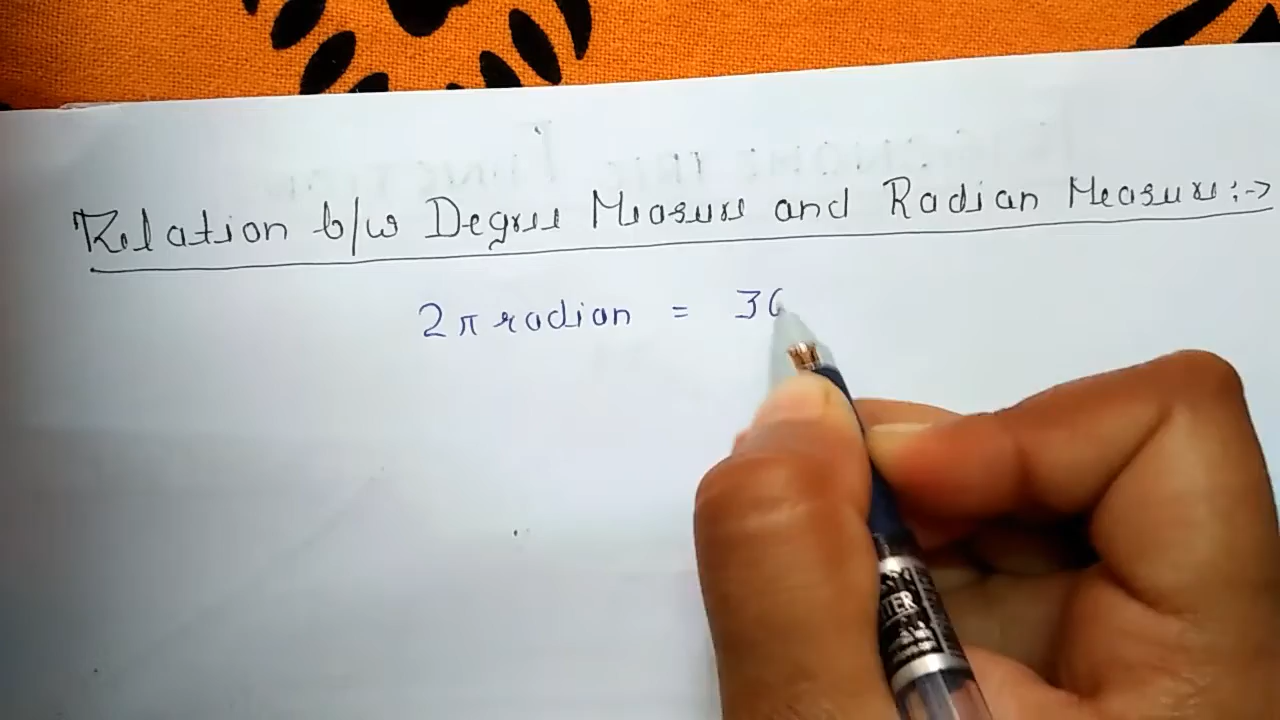 Relation b/w Degree Measure and Radian Measure:->
2π radian = 36